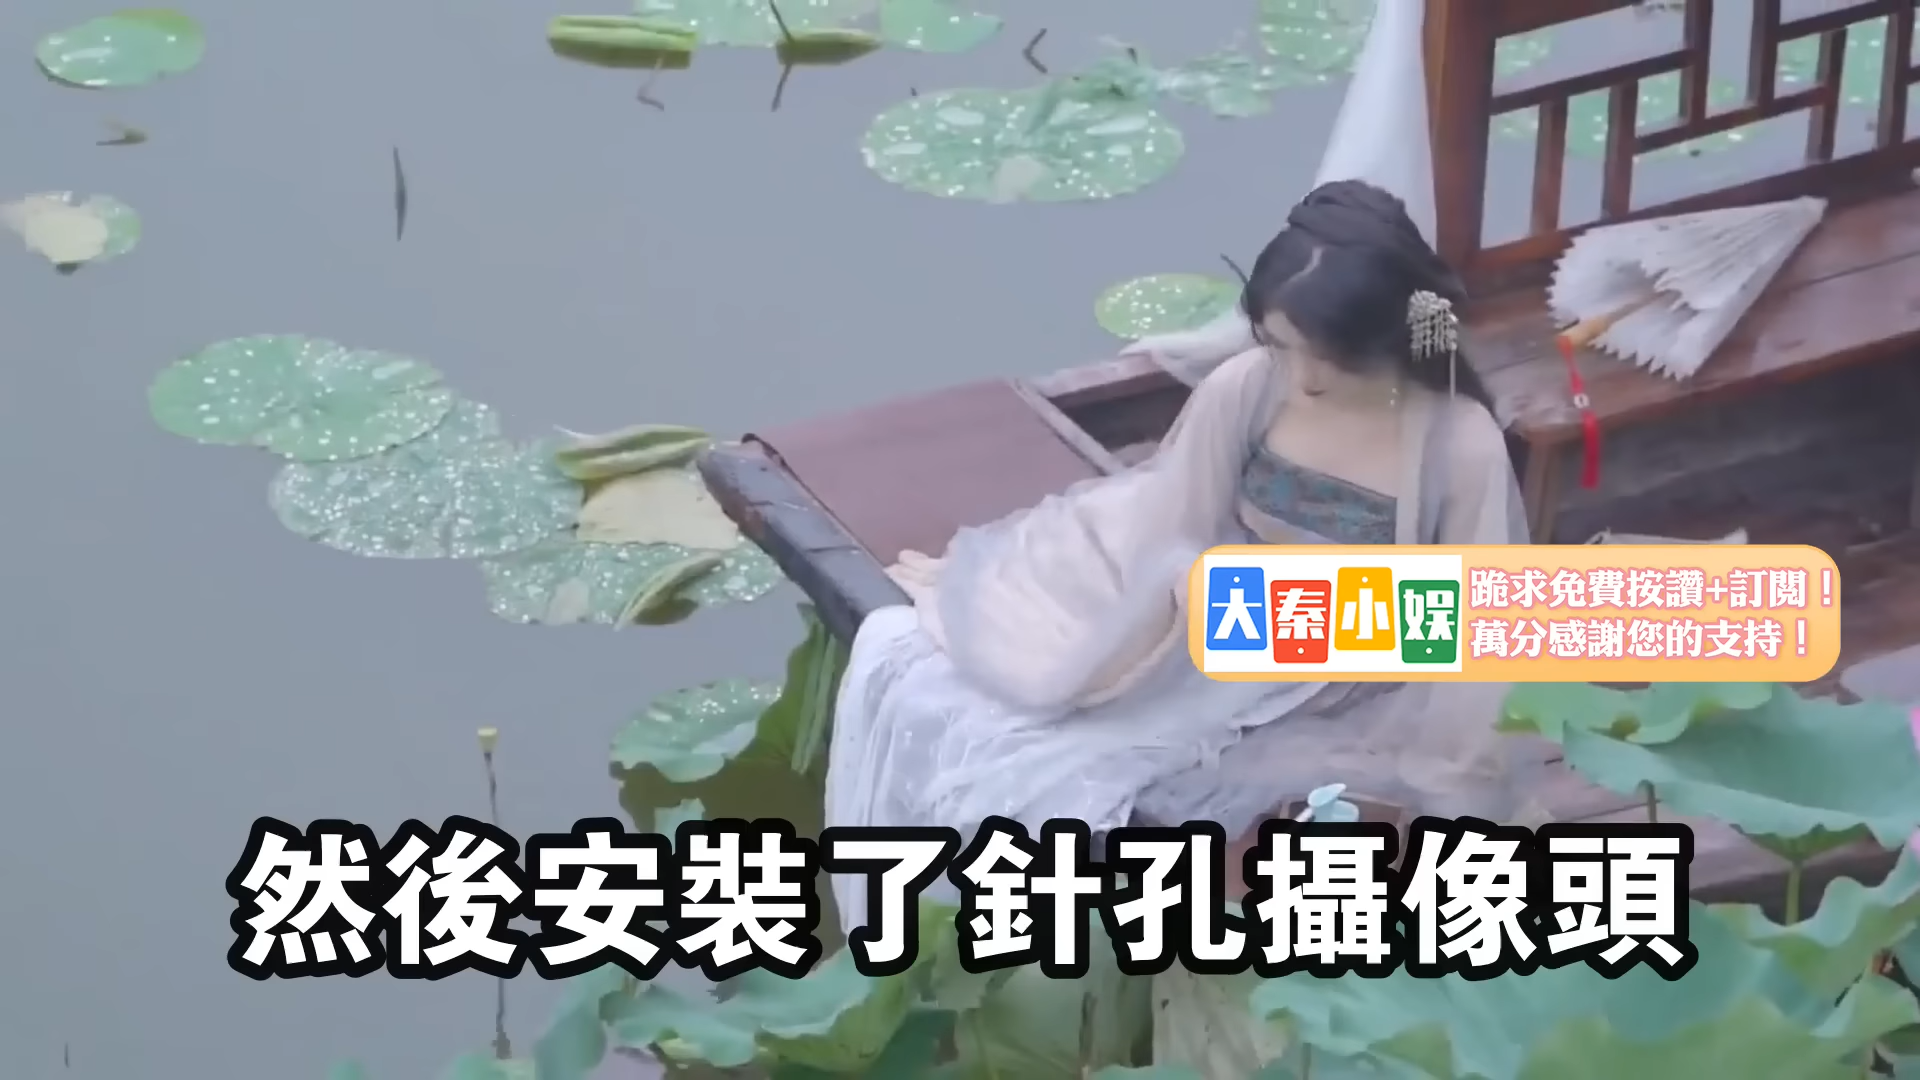 大秦小娱
跪求免費按讚+訂閱！
萬分感謝您的支持！
然後安裝了針孔攝像頭